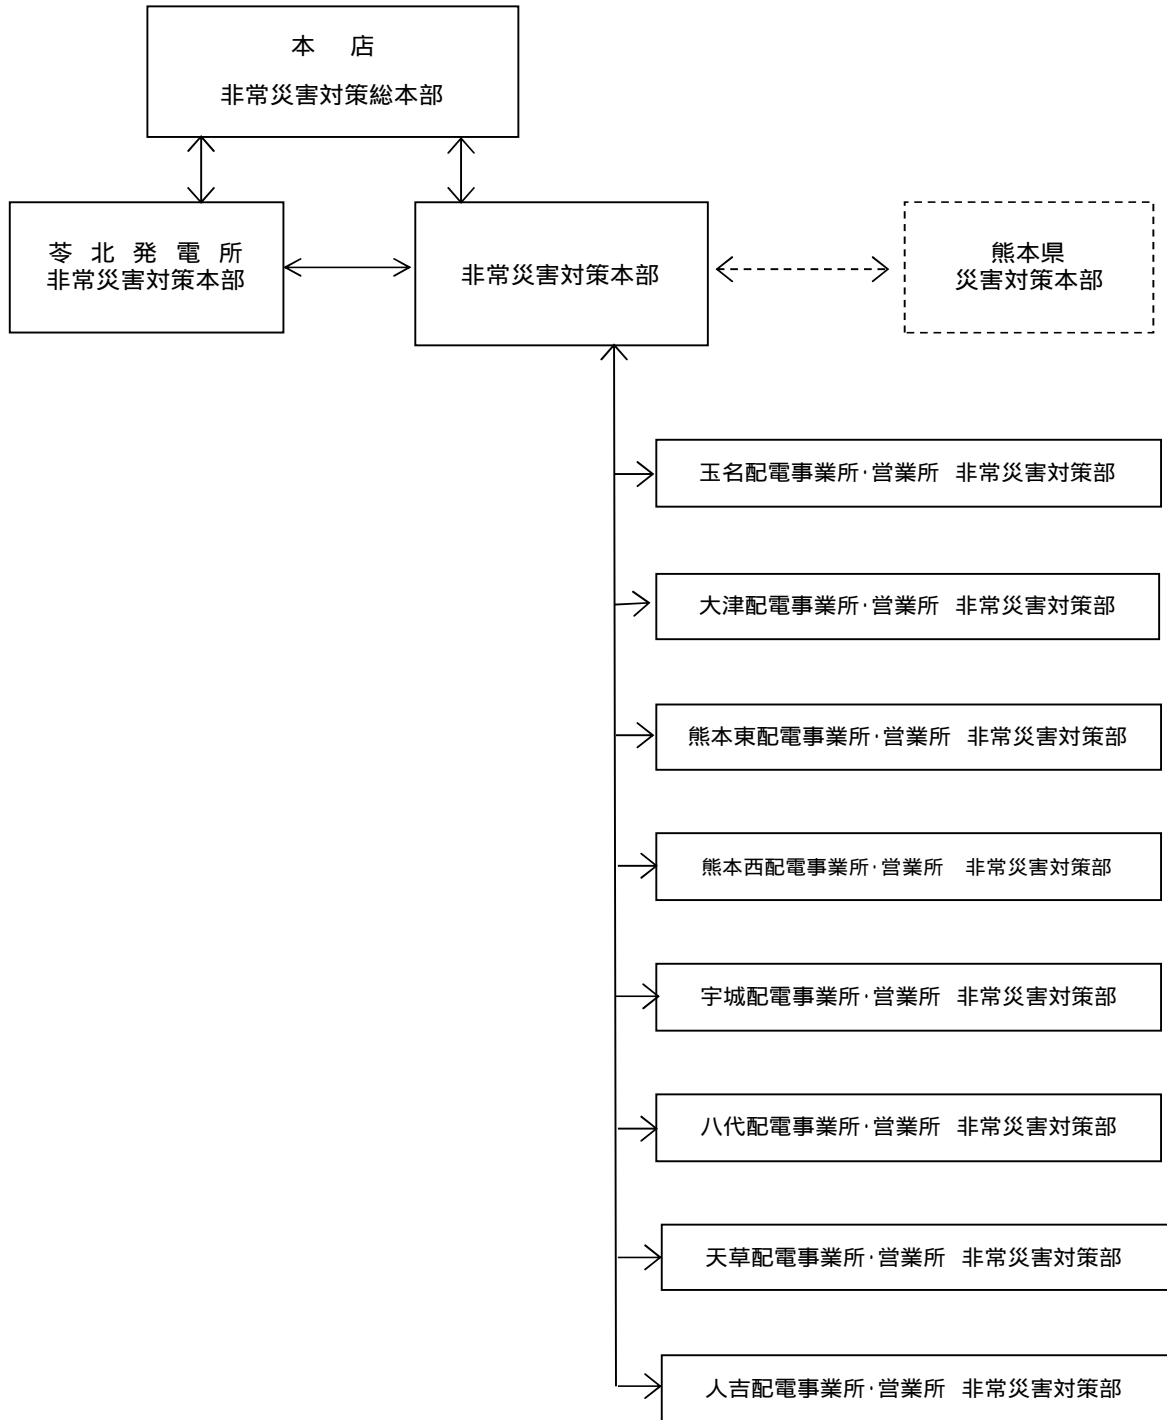 本　店
非常災害対策総本部
苓 北 発 電 所
非常災害対策本部
非常災害対策本部
熊本県
災害対策本部
玉名配電事業所･営業所　非常災害対策部
大津配電事業所･営業所　非常災害対策部
熊本東配電事業所･営業所　非常災害対策部
熊本西配電事業所･営業所　非常災害対策部
宇城配電事業所･営業所　非常災害対策部
八代配電事業所･営業所　非常災害対策部
天草配電事業所･営業所　非常災害対策部
人吉配電事業所･営業所　非常災害対策部